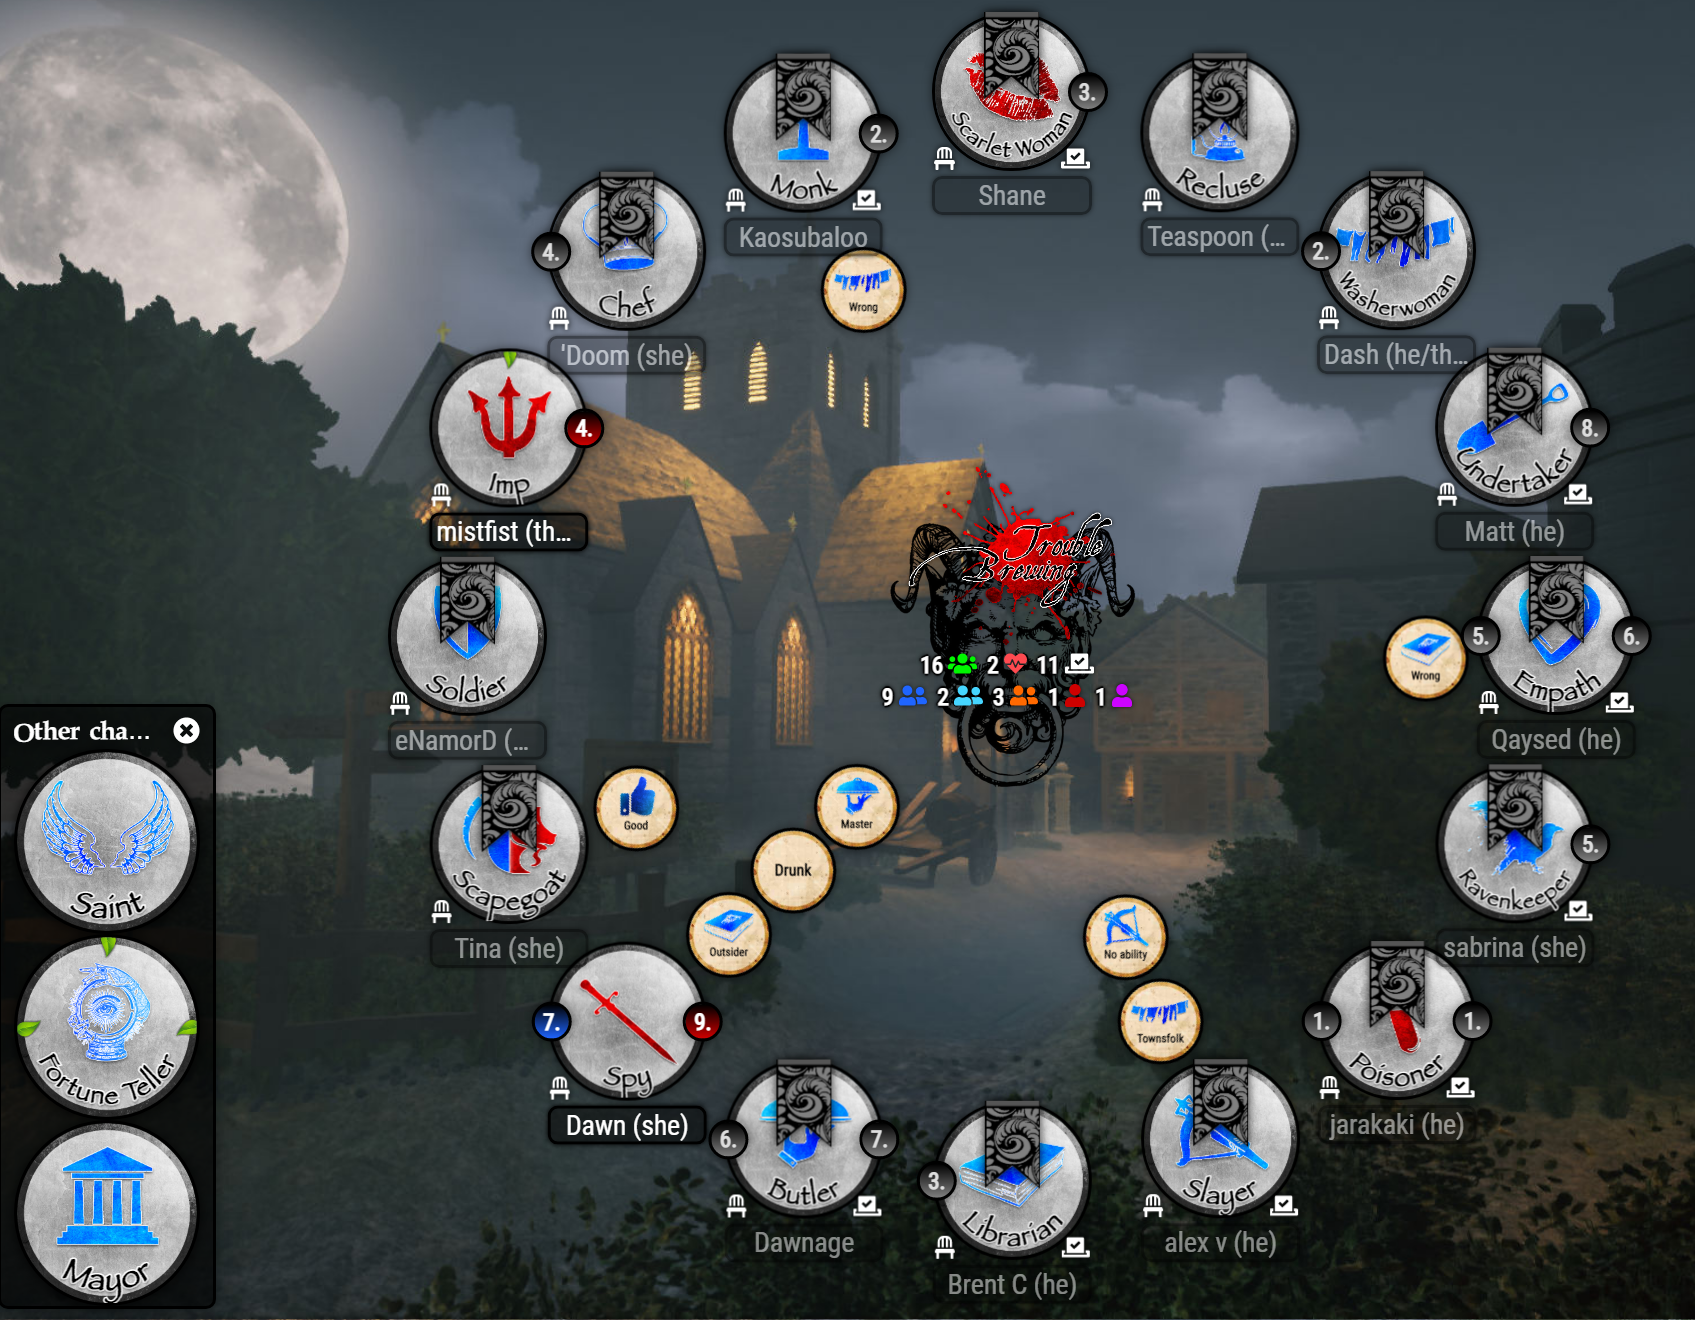 Scarlet Woman
3.
Shane
Monk
2.
Kaosubaloo
Recluse
Teaspoon (...
4.
Chef
'Doom (she)
Wrong
2.
Washerwoman
Dash (he/th...
Imp
4.
mistfist (th...
Undertaker
8.
Matt (he)
Trouble
Brewing
16 2 11
9 2 3 1 1
Soldier
eNamorD (...
Wrong
5.
Empath
6.
Qaysed (he)
Scapegoat
Tina (she)
Good
Master
Drunk
Outsider
Ravenkeeper
5.
sabrina (she)
7.
Spy
9.
Dawn (she)
No ability
Townsfolk
1.
Poisoner
1.
jarakaki (he)
6.
Butler
7.
Dawnage
3.
Librarian
Brent C (he)
Slayer
alex v (he)
Other cha...
Saint
Fortune Teller
Mayor